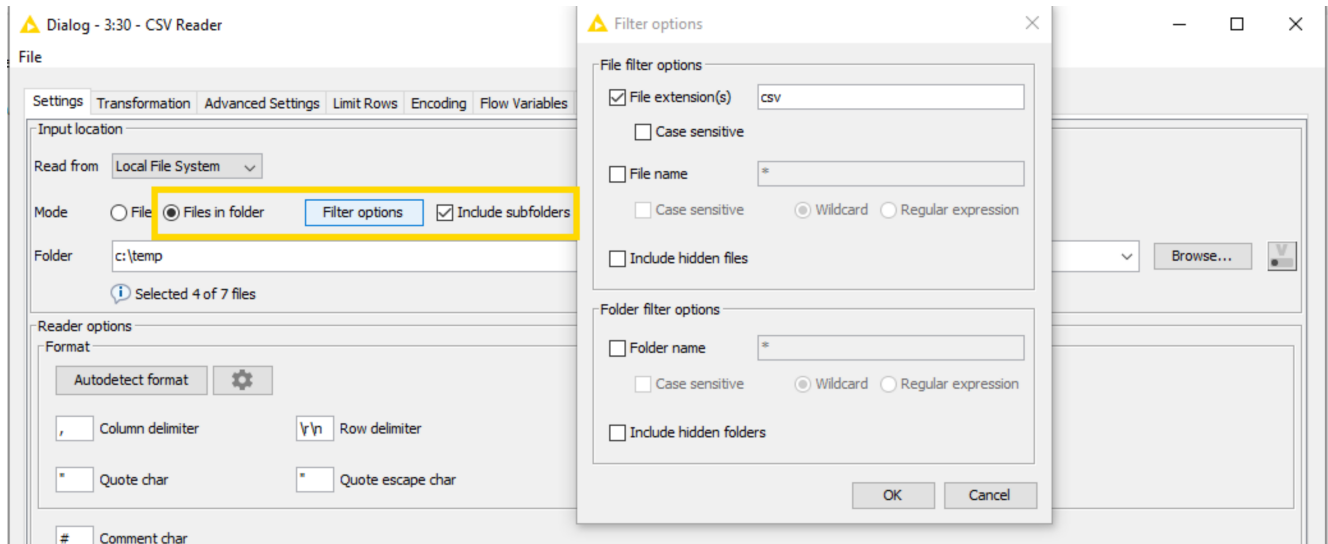 Dialog - 3:30 - CSV Reader
File
Settings Transformation Advanced Settings Limit Rows Encoding Flow Variables
Input location
Read from Local File System
Mode File Files in folder Filter options Include subfolders
Folder c:\temp Browse...
Selected 4 of 7 files
Reader options
Format
Autodetect format
, Column delimiter \r\n Row delimiter
" Quote char " Quote escape char
# Comment char
Filter options
File filter options
File extension(s) csv
Case sensitive
File name *
Case sensitive Wildcard Regular expression
Include hidden files
Folder filter options
Folder name *
Case sensitive Wildcard Regular expression
Include hidden folders
OK Cancel